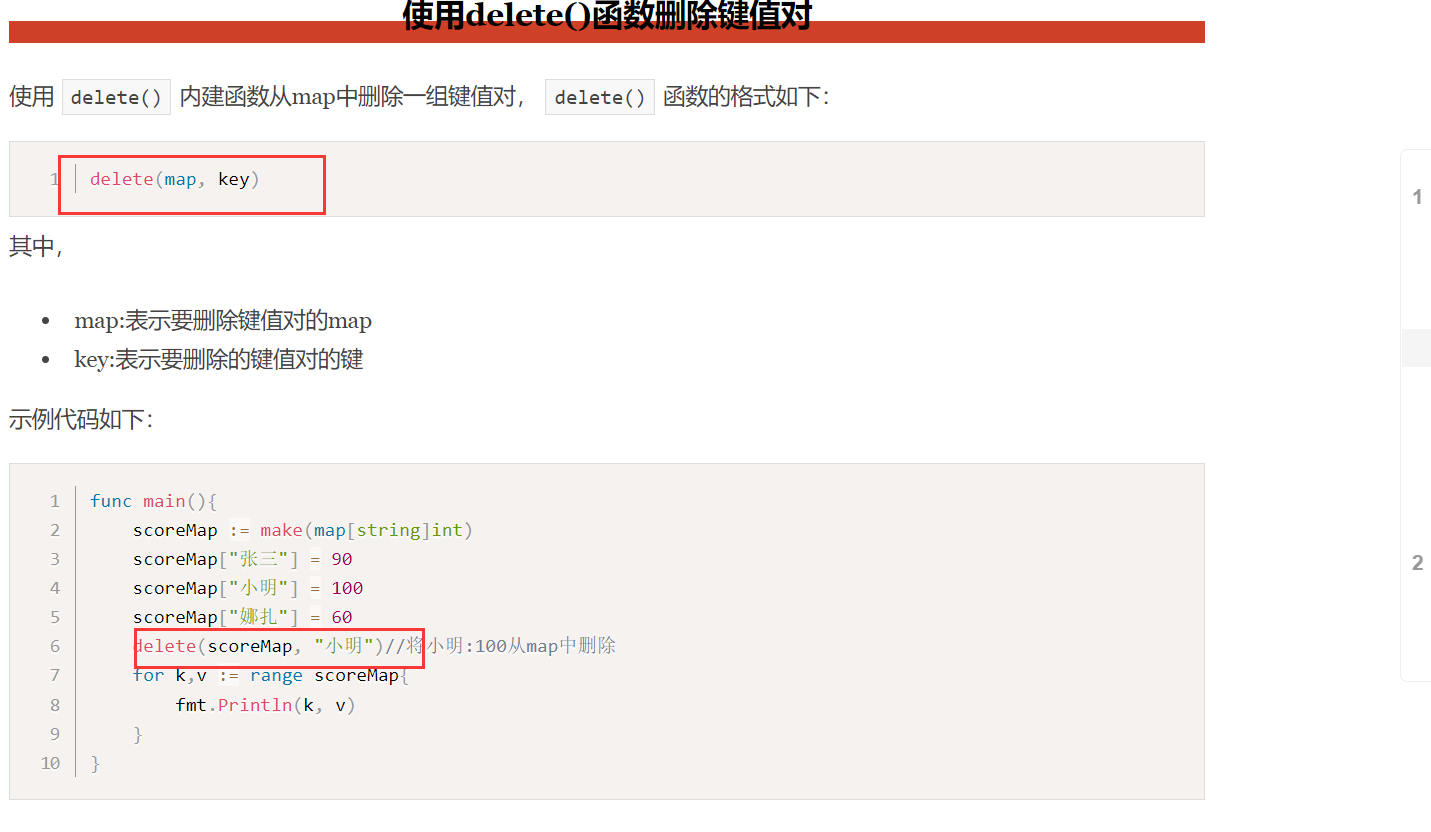 使用delete()函数删除键值对
使用 delete() 内建函数从map中删除一组键值对， delete() 函数的格式如下：
1 delete(map, key)
其中，
• map:表示要删除键值对的map
• key:表示要删除的键值对的键
示例代码如下：
1 func main(){
2 scoreMap := make(map[string]int)
3 scoreMap["张三"] = 90
4 scoreMap["小明"] = 100
5 scoreMap["娜扎"] = 60
6 delete(scoreMap, "小明")//将小明:100从map中删除
7 for k,v := range scoreMap{
8 fmt.Println(k, v)
9 }
10 }
1
2